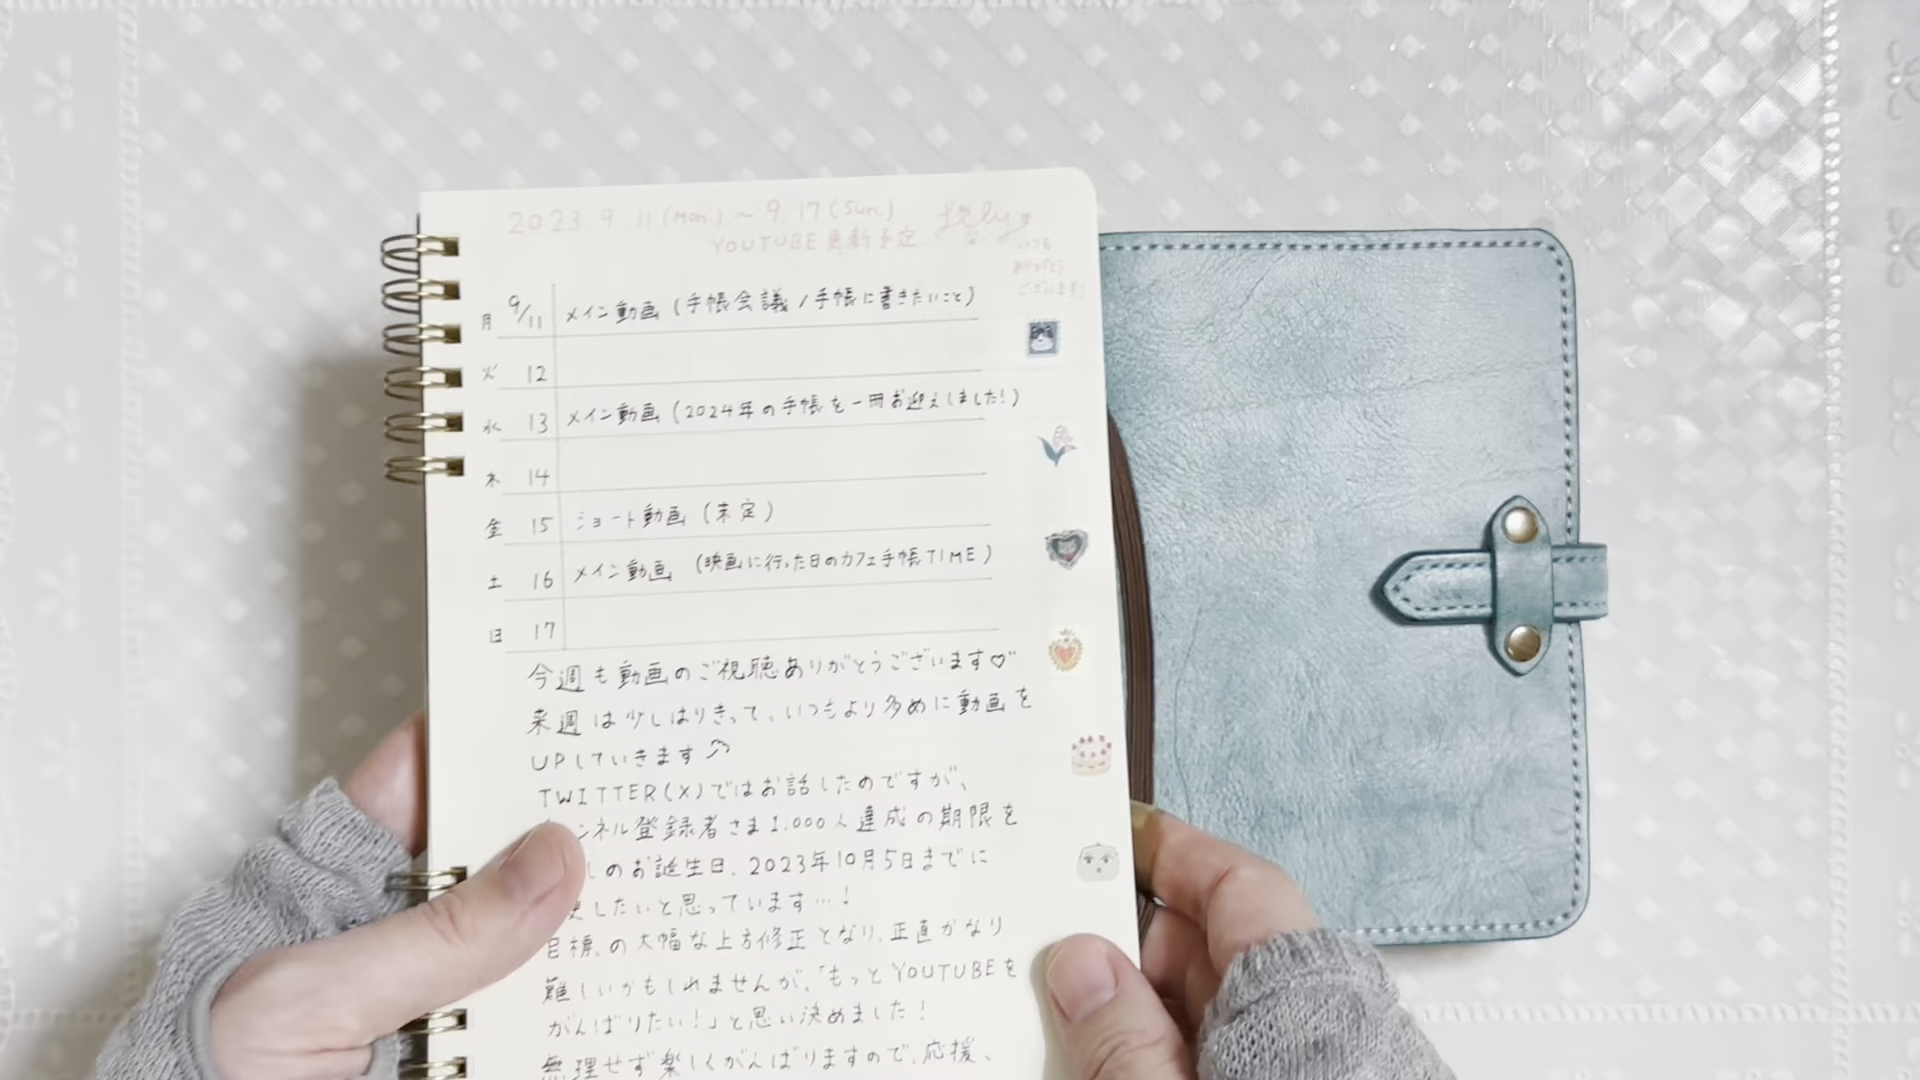 2023 9 11 (Mon) ~ 9.17 (Sun.)
YOUTUBE 更新予定
いつも
ありがとう
ございます
月 9/11 メイン動画 (手帳会議 / 手帳に書きたいこと)
火 12
水 13 メイン動画 (2024年の手帳を一冊お迎えしました!)
木 14
金 15 ショート動画 (未定)
土 16 メイン動画 (映画に行った日のカフェ手帳TIME)
日 17
今週も動画のご視聴ありがとうございます♡
来週は少しはりきって、いつもより多めに動画を
UPしていきます
TWITTER(X)ではお話したのですが、
ンネル登録者さま1,000人達成の期限を
しのお誕生日、2023年10月5日までに
したいと思っています…!
目標の大幅な上方修正となり、正直かなり
難しいかもしれませんが、「もっとYOUTUBEを
がんばりたい!」と思い決めました!
無理せず楽しくがんばりますので、応援、